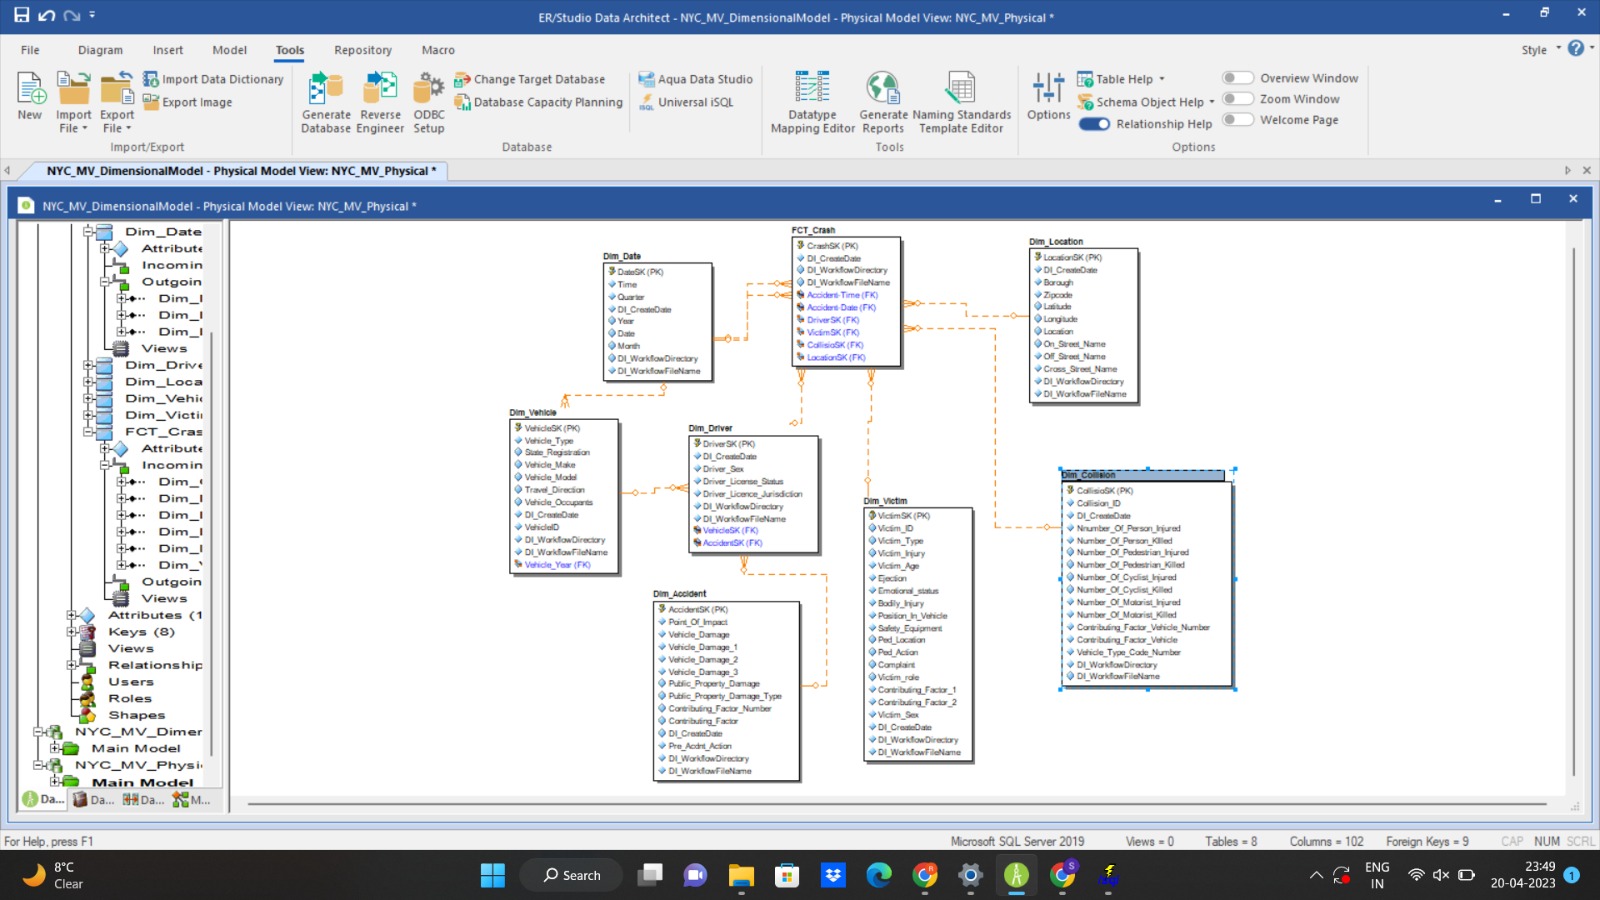 ER/Studio Data Architect - NYC_MV_DimensionalModel - Physical Model View: NYC_MV_Physical *
File Diagram Insert Model Tools Repository Macro Style
New
Import File
Export File
Import Data Dictionary
Export Image
Import/Export
Generate Database
Reverse Engineer
ODBC Setup
Change Target Database
Database Capacity Planning
Aqua Data Studio
Universal iSQL
Database
Datatype Mapping Editor
Generate Reports
Naming Standards Template Editor
Tools
Options
Table Help
Schema Object Help
Relationship Help
Overview Window
Zoom Window
Welcome Page
Options
NYC_MV_DimensionalModel - Physical Model View: NYC_MV_Physical *
NYC_MV_DimensionalModel - Physical Model View: NYC_MV_Physical *
Dim_Date
Attribute
Incomin
Outgoin
Dim_I
Dim_I
Dim_I
Views
Dim_Drive
Dim_Loca
Dim_Vehi
Dim_Victi
FCT_Cras
Attribute
Incomin
Dim_
Dim_I
Dim_I
Dim_I
Dim_I
Dim_
Outgoin
Views
Attributes (1
Keys (8)
Views
Relationship
Users
Roles
Shapes
NYC_MV_Dimer
Main Model
NYC_MV_Physi
Main Model
Da... Da... Da... M...
Dim_Date
DateSK (PK)
Time
Quarter
DI_CreateDate
Year
Date
Month
DI_WorkflowDirectory
DI_WorkflowFileName
FCT_Crash
CrashSK (PK)
DI_CreateDate
DI_WorkflowDirectory
DI_WorkflowFileName
Accident-Time (FK)
Accident-Date (FK)
DriverSK (FK)
VictimSK (FK)
CollisioSK (FK)
LocationSK (FK)
Dim_Location
LocationSK (PK)
DI_CreateDate
Borough
Zipcode
Latitude
Longitude
Location
On_Street_Name
Off_Street_Name
Cross_Street_Name
DI_WorkflowDirectory
DI_WorkflowFileName
Dim_Vehicle
VehicleSK (PK)
Vehicle_Type
State_Registration
Vehicle_Make
Vehicle_Model
Travel_Direction
Vehicle_Occupants
DI_CreateDate
VehicleID
DI_WorkflowDirectory
DI_WorkflowFileName
Vehicle_Year (FK)
Dim_Driver
DriverSK (PK)
DI_CreateDate
Driver_Sex
Driver_License_Status
Driver_Licence_Jurisdiction
DI_WorkflowDirectory
DI_WorkflowFileName
VehicleSK (FK)
AccidentSK (FK)
Dim_Accident
AccidentSK (PK)
Point_Of_Impact
Vehicle_Damage
Vehicle_Damage_1
Vehicle_Damage_2
Vehicle_Damage_3
Public_Property_Damage
Public_Property_Damage_Type
Contributing_Factor_Number
Contributing_Factor
DI_CreateDate
Pre_Acdnt_Action
DI_WorkflowDirectory
DI_WorkflowFileName
Dim_Victim
VictimSK (PK)
Victim_ID
Victim_Type
Victim_Injury
Victim_Age
Ejection
Emotional_status
Bodily_Injury
Position_In_Vehicle
Safety_Equipment
Ped_Location
Ped_Action
Complaint
Victim_role
Contributing_Factor_1
Contributing_Factor_2
Victim_Sex
DI_CreateDate
DI_WorkflowDirectory
DI_WorkflowFileName
Dim_Collision
CollisioSK (PK)
Collision_ID
DI_CreateDate
Nnumber_Of_Person_Injured
Number_Of_Person_Killed
Number_Of_Pedestrian_Injured
Number_Of_Pedestrian_Killed
Number_Of_Cyclist_Injured
Number_Of_Cyclist_Killed
Number_Of_Motorist_Injured
Number_Of_Motorist_Killed
Contributing_Factor_Vehicle_Number
Contributing_Factor_Vehicle
Vehicle_Type_Code_Number
DI_WorkflowDirectory
DI_WorkflowFileName
For Help, press F1 Microsoft SQL Server 2019 Views = 0 Tables = 8 Columns = 102 Foreign Keys = 9 CAP NUM SCRL
8°C
Clear
Search
ENG
IN
23:49
20-04-2023
1